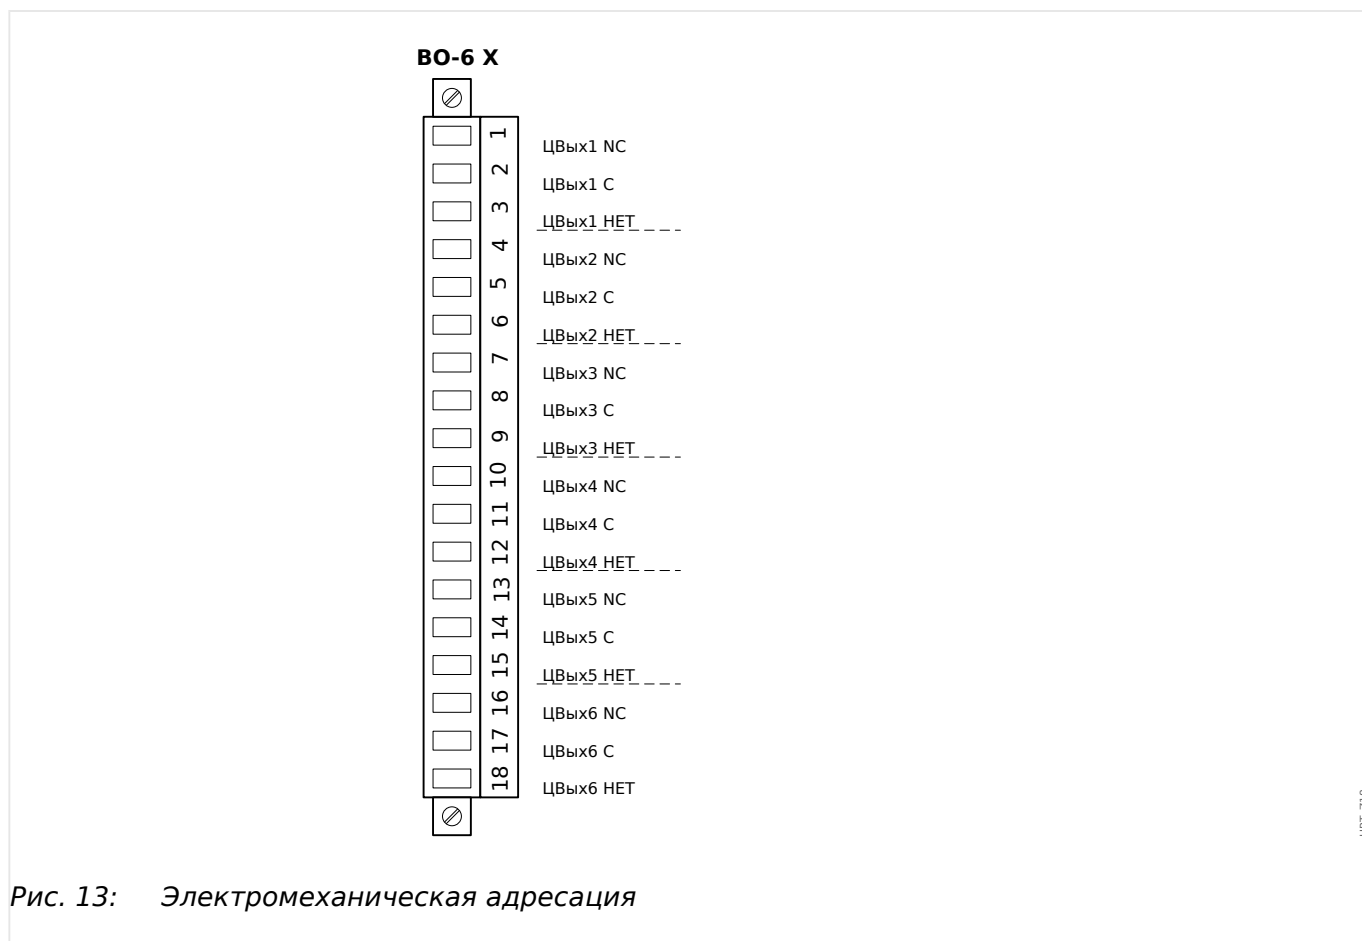 BO-6 X
1
ЦВых1 NC
2
ЦВых1 C
3
ЦВых1 НЕТ
4
ЦВых2 NC
5
ЦВых2 C
6
ЦВых2 НЕТ
7
ЦВых3 NC
8
ЦВых3 C
9
ЦВых3 НЕТ
10
ЦВых4 NC
11
ЦВых4 C
12
ЦВых4 НЕТ
13
ЦВых5 NC
14
ЦВых5 C
15
ЦВых5 НЕТ
16
ЦВых6 NC
17
ЦВых6 C
18
ЦВых6 НЕТ
Рис. 13: Электромеханическая адресация